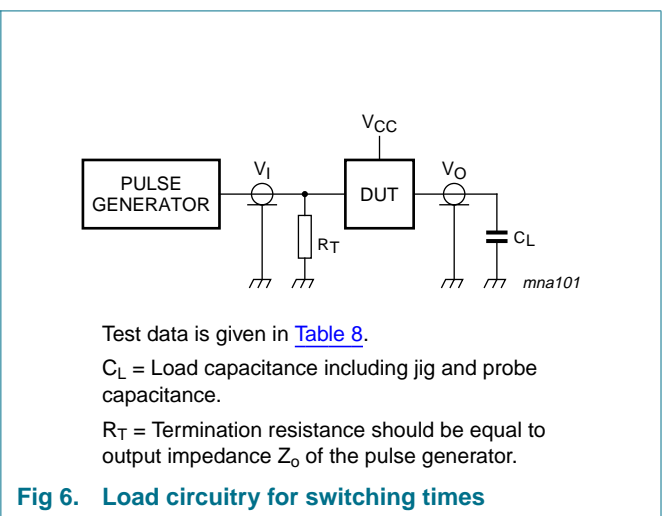 VCC
PULSE
GENERATOR
VI
DUT
VO
RT
CL
mna101
Test data is given in Table 8.
CL = Load capacitance including jig and probe
capacitance.
RT = Termination resistance should be equal to
output impedance Zo of the pulse generator.
Fig 6. Load circuitry for switching times